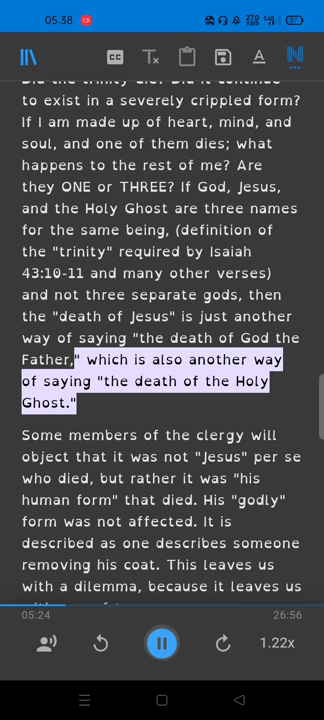 05.38
CC
Did the trinity die? Did it continue
to exist in a severely crippled form?
If I am made up of heart, mind, and
soul, and one of them dies; what
happens to the rest of me? Are
they ONE or THREE? If God, Jesus,
and the Holy Ghost are three names
for the same being, (definition of
the "trinity" required by Isaiah
43:10-11 and many other verses)
and not three separate gods, then
the "death of Jesus" is just another
way of saying "the death of God the
Father," which is also another way
of saying "the death of the Holy
Ghost."
Some members of the clergy will
object that it was not "Jesus" per se
who died, but rather it was "his
human form" that died. His "godly"
form was not affected. It is
described as one describes someone
removing his coat. This leaves us
with a dilemma, because it leaves us
05:24
26:56
1.22x